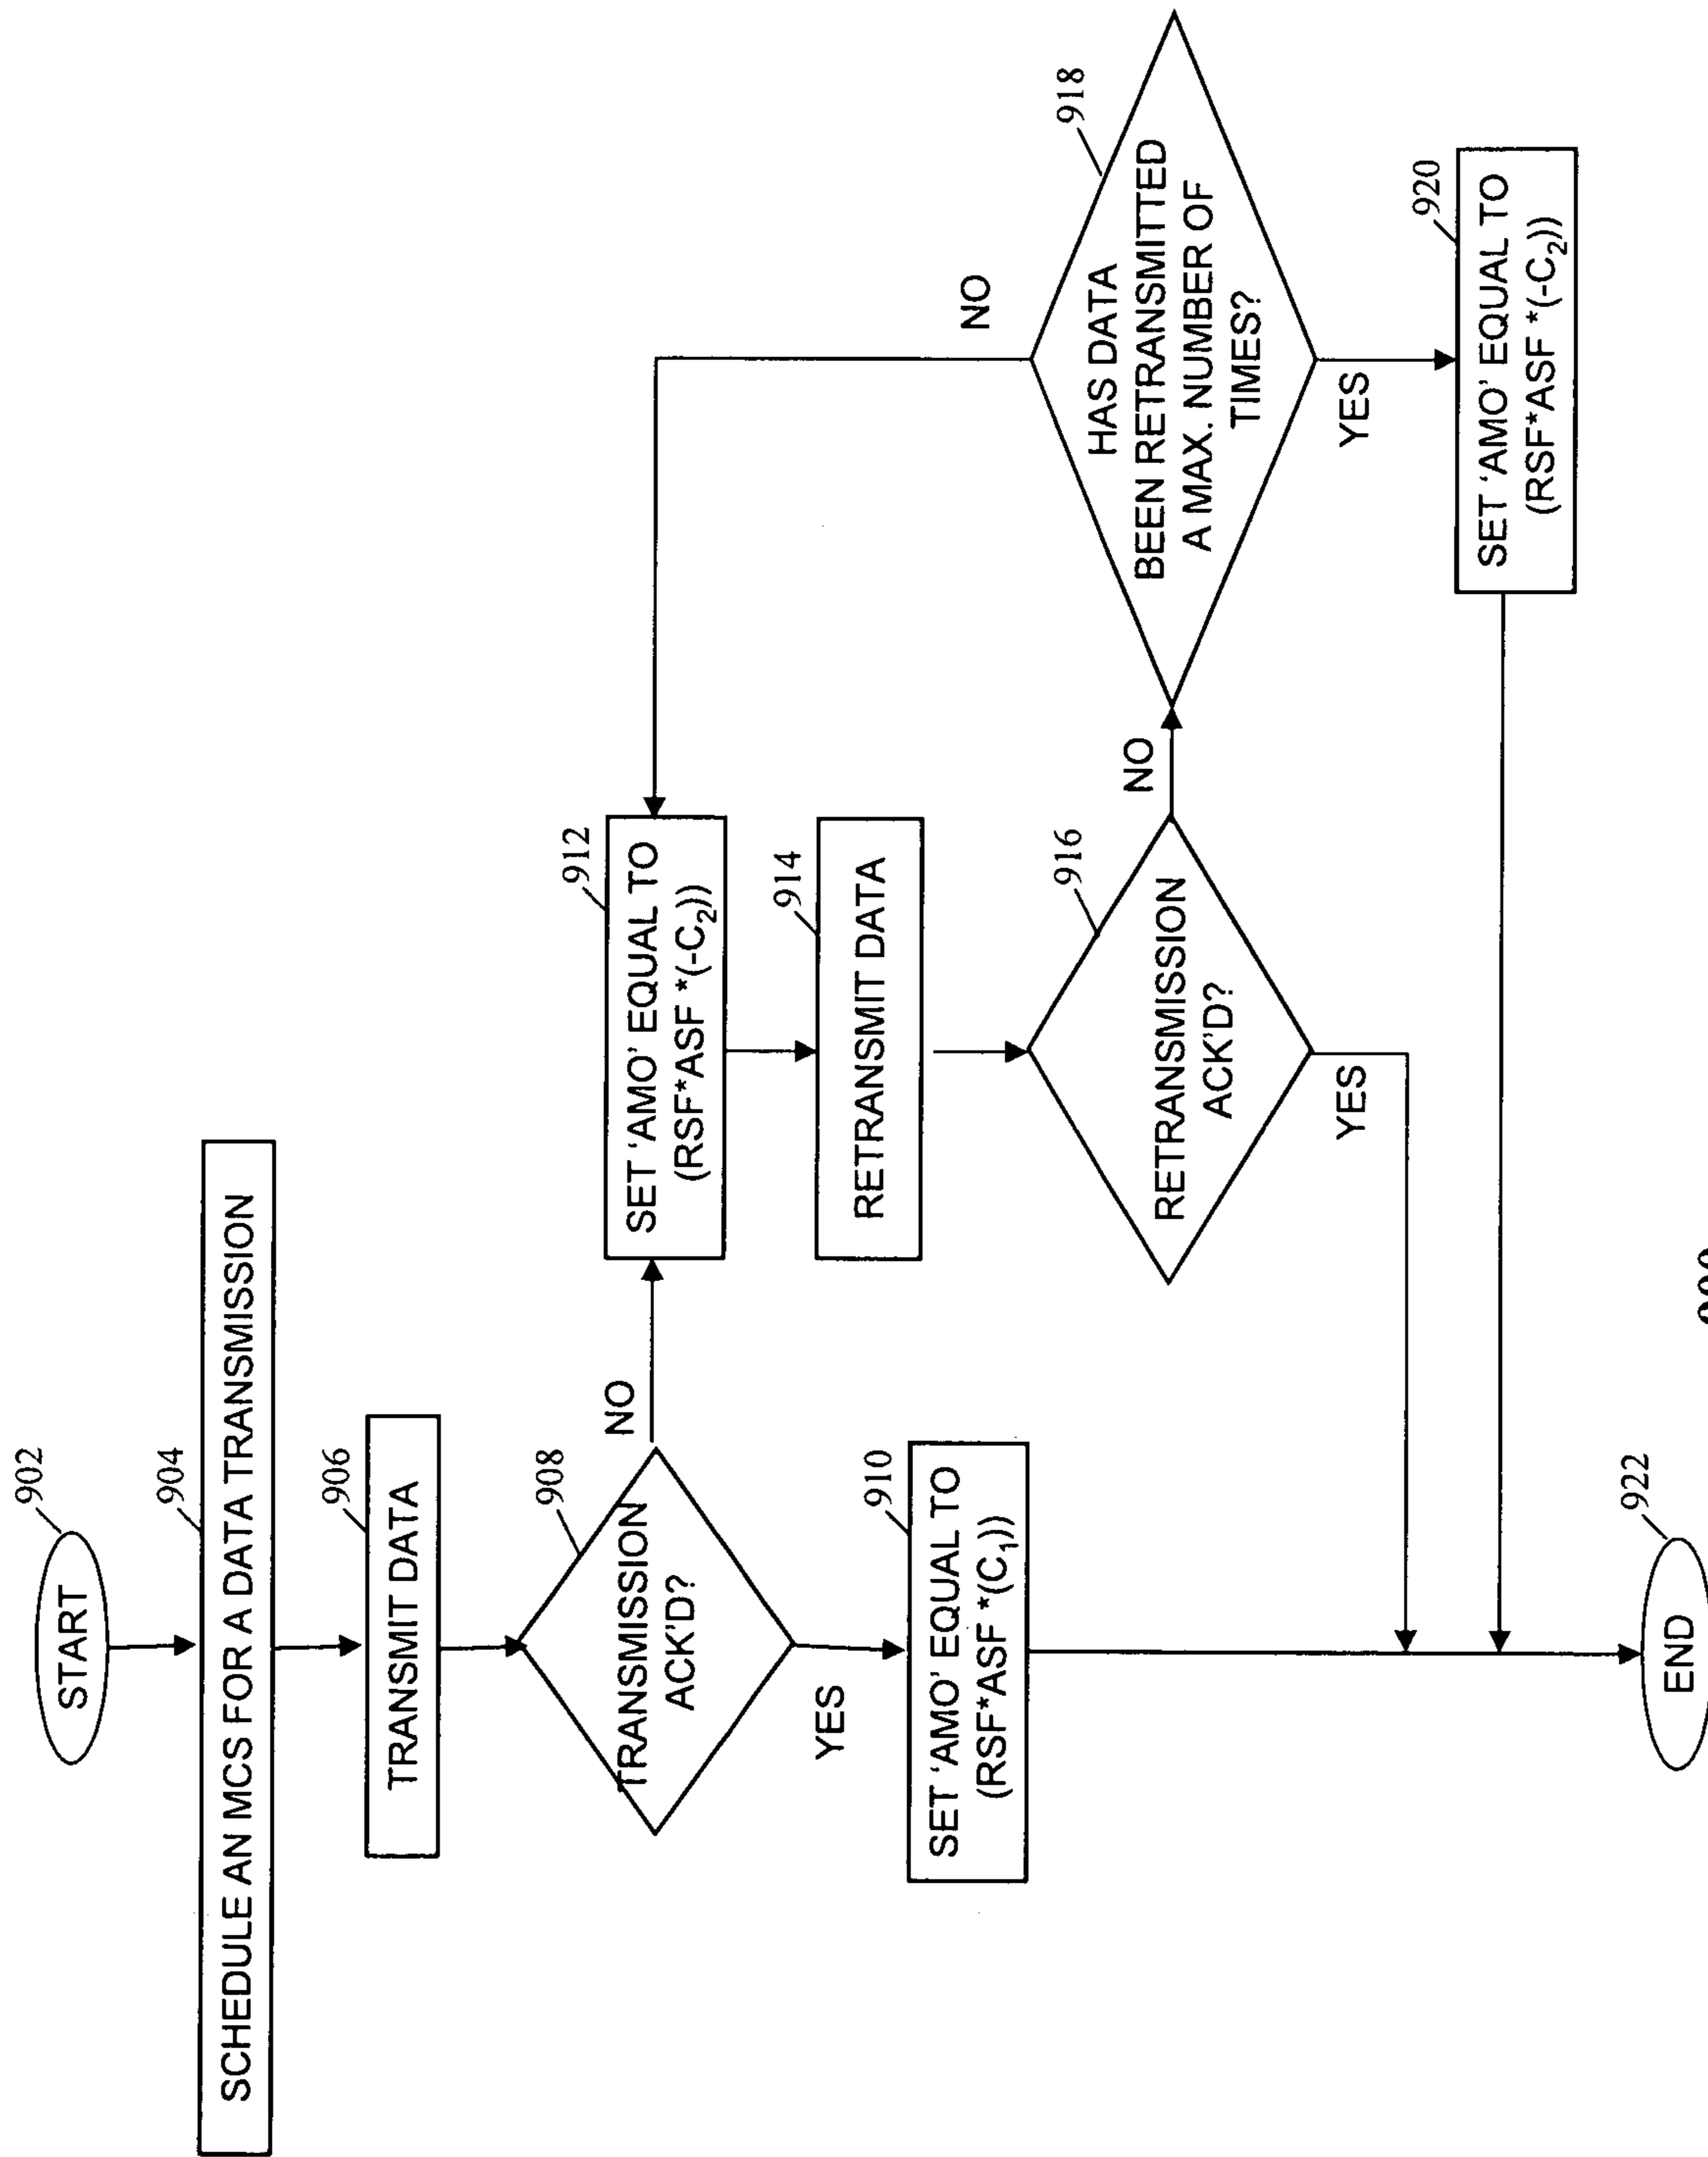 902
START
904
SCHEDULE AN MCS FOR A DATA TRANSMISSION
906
TRANSMIT DATA
908
TRANSMISSION
ACK'D?
NO
YES
910
SET 'AMO' EQUAL TO
(RSF*ASF *(C₁))
912
SET 'AMO' EQUAL TO
(RSF*ASF *(-C₂))
914
RETRANSMIT DATA
916
RETRANSMISSION
ACK'D?
NO
YES
918
HAS DATA
BEEN RETRANSMITTED
A MAX. NUMBER OF
TIMES?
NO
YES
920
SET 'AMO' EQUAL TO
(RSF*ASF *(-C₂))
922
END